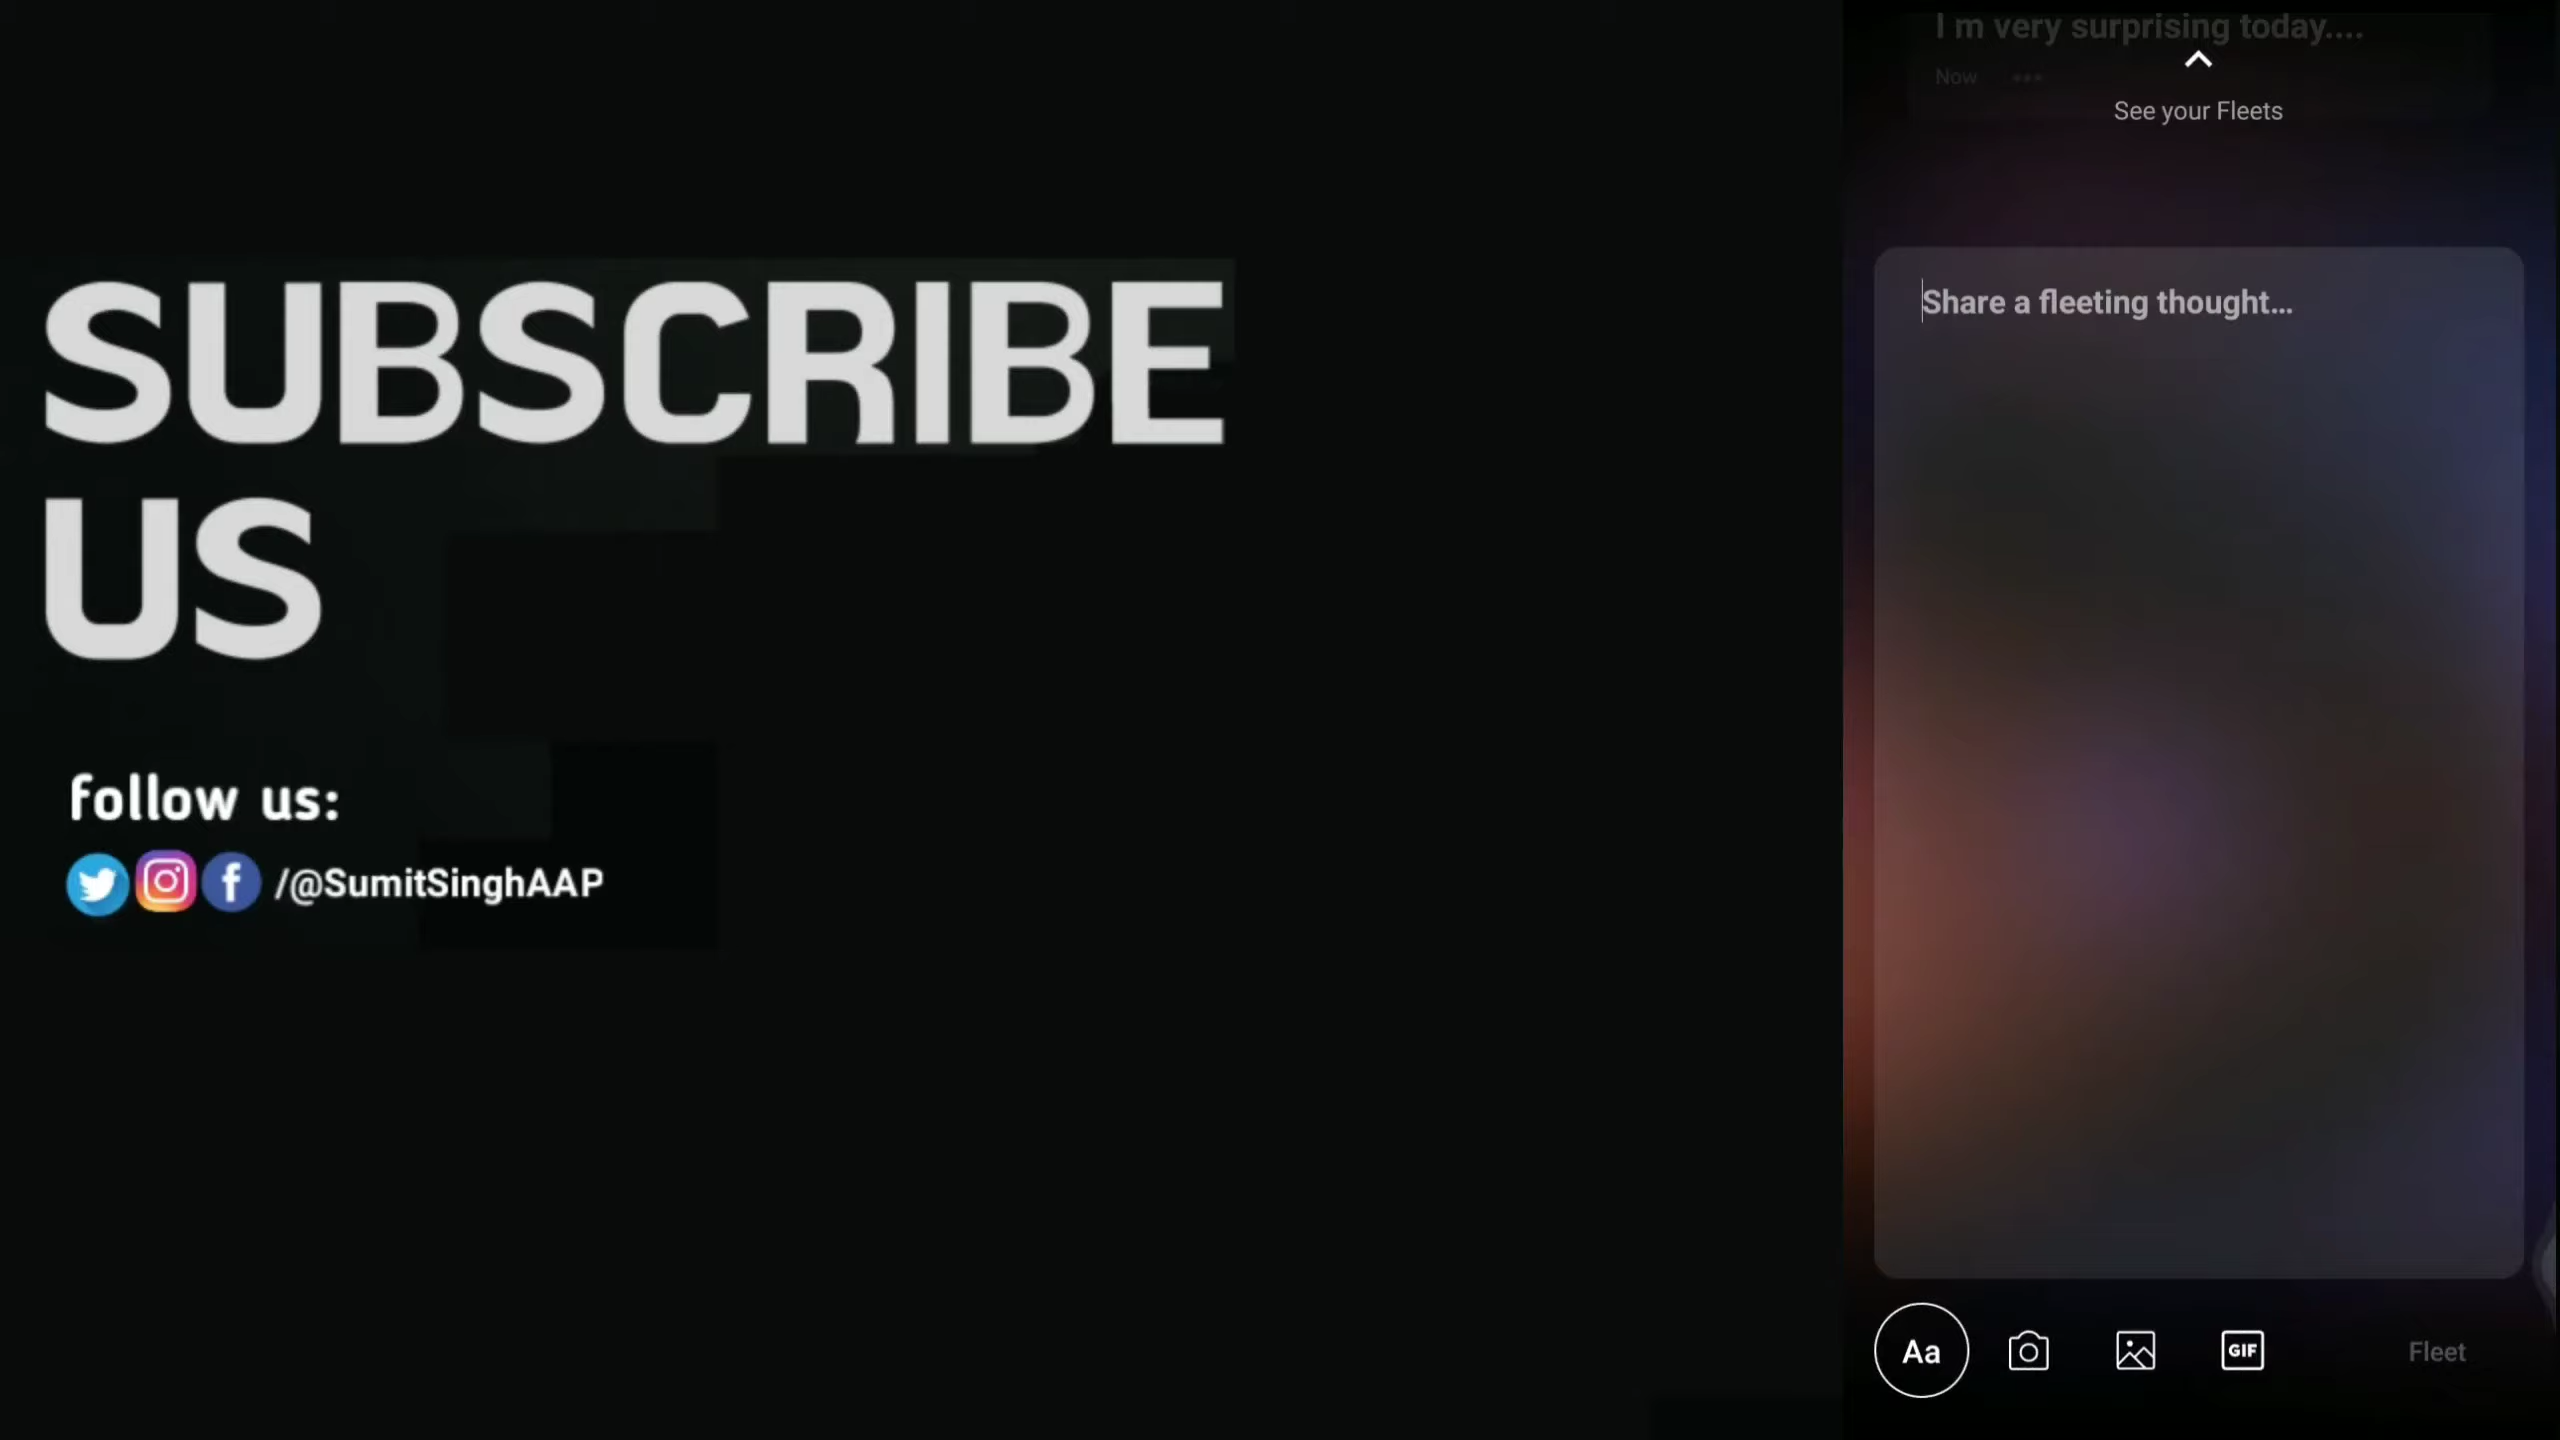 SUBSCRIBE
US
follow us:
/@SumitSinghAAP
I m very surprising today....
Now
See your Fleets
Share a fleeting thought...
Aa
GIF
Fleet